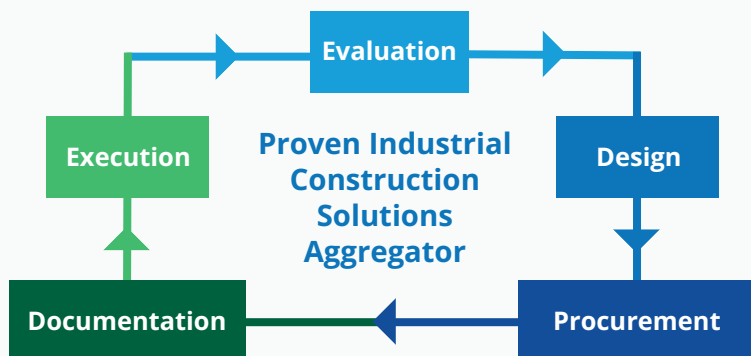 Evaluation
Execution
Proven Industrial
Construction
Solutions
Aggregator
Design
Documentation
Procurement